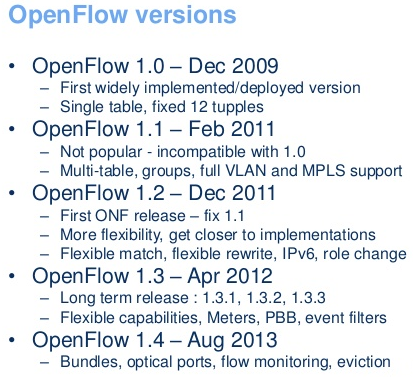 OpenFlow versions
• OpenFlow 1.0 – Dec 2009
– First widely implemented/deployed version
– Single table, fixed 12 tupples
• OpenFlow 1.1 – Feb 2011
– Not popular - incompatible with 1.0
– Multi-table, groups, full VLAN and MPLS support
• OpenFlow 1.2 – Dec 2011
– First ONF release – fix 1.1
– More flexibility, get closer to implementations
– Flexible match, flexible rewrite, IPv6, role change
• OpenFlow 1.3 – Apr 2012
– Long term release : 1.3.1, 1.3.2, 1.3.3
– Flexible capabilities, Meters, PBB, event filters
• OpenFlow 1.4 – Aug 2013
– Bundles, optical ports, flow monitoring, eviction